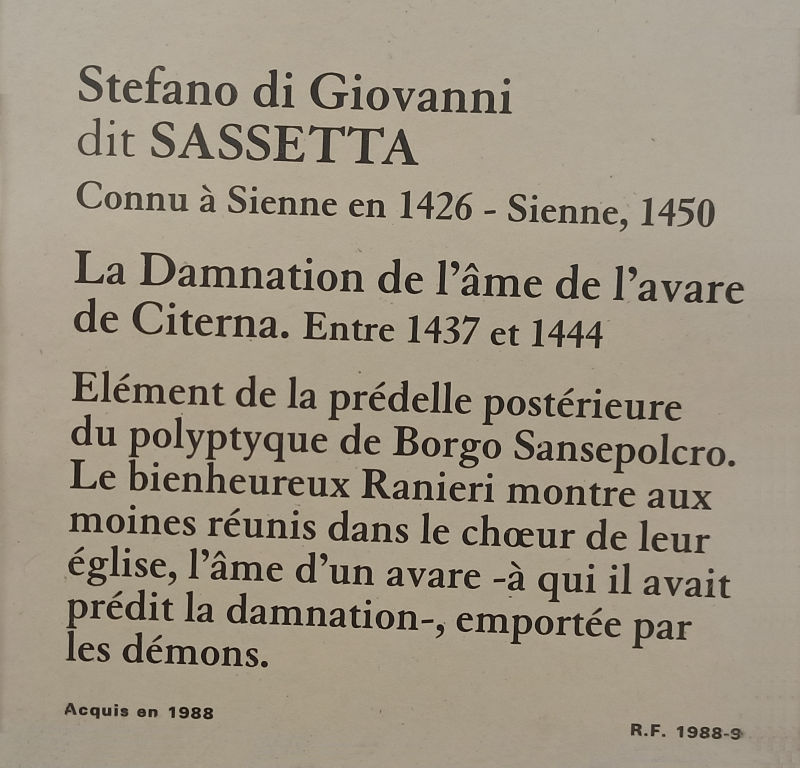 Stefano di Giovanni
dit SASSETTA
Connu à Sienne en 1426 - Sienne, 1450
La Damnation de l'âme de l'avare
de Citerna. Entre 1437 et 1444
Elément de la prédelle postérieure
du polyptyque de Borgo Sansepolcro.
Le bienheureux Ranieri montre aux
moines réunis dans le chœur de leur
église, l'âme d'un avare -à qui il avait
prédit la damnation-, emportée par
les démons.
Acquis en 1988
R.F. 1988-9